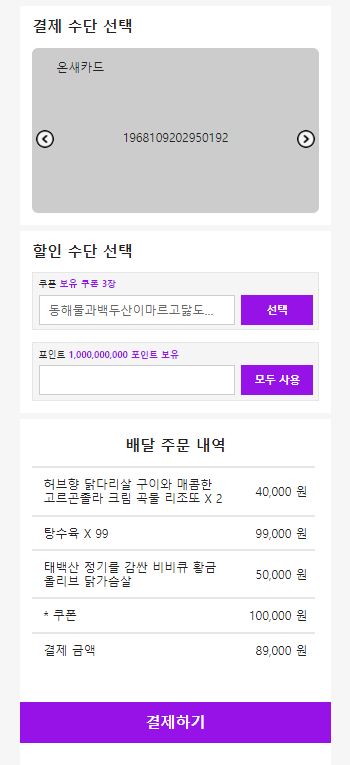 결제 수단 선택
온새카드
1968109202950192
할인 수단 선택
쿠폰 보유 쿠폰 3장
동해물과백두산이마르고닳도...
선택
포인트 1,000,000,000 포인트 보유
모두 사용
배달 주문 내역
허브향 닭다리살 구이와 매콤한
고르곤졸라 크림 곡물 리조또 X 2
40,000 원
탕수육 X 99
99,000 원
태백산 정기를 감싼 비비큐 황금
올리브 닭가슴살
50,000 원
* 쿠폰
100,000 원
결제 금액
89,000 원
결제하기